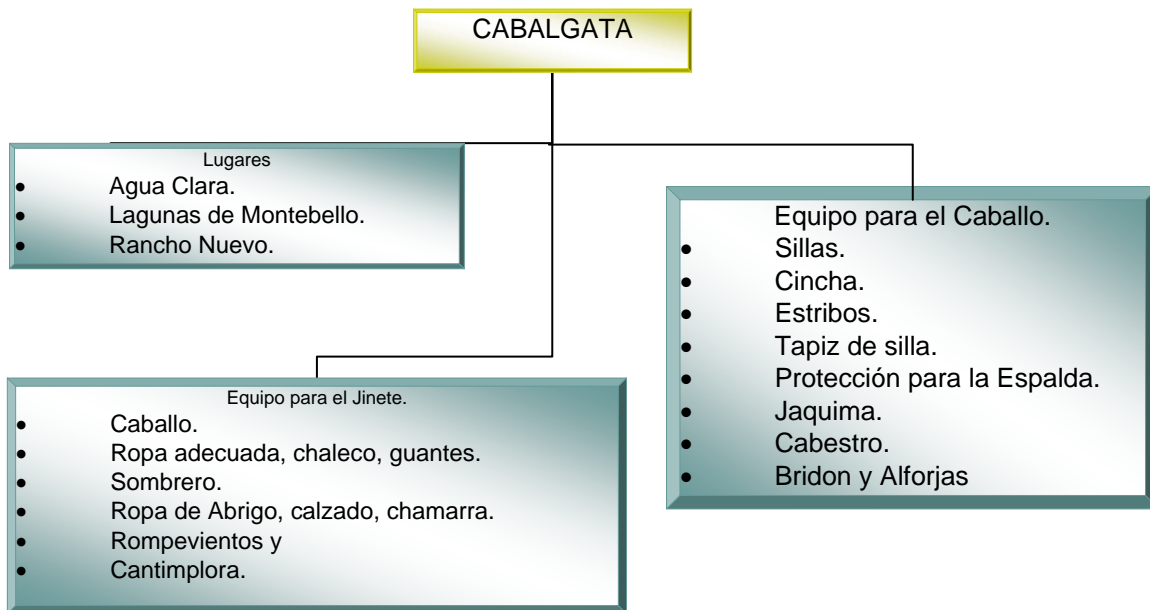 CABALGATA
Lugares
• Agua Clara.
• Lagunas de Montebello.
• Rancho Nuevo.
Equipo para el Caballo.
• Sillas.
• Cincha.
• Estribos.
• Tapiz de silla.
• Protección para la Espalda.
• Jaquima.
• Cabestro.
• Bridon y Alforjas
Equipo para el Jinete.
• Caballo.
• Ropa adecuada, chaleco, guantes.
• Sombrero.
• Ropa de Abrigo, calzado, chamarra.
• Rompevientos y
• Cantimplora.